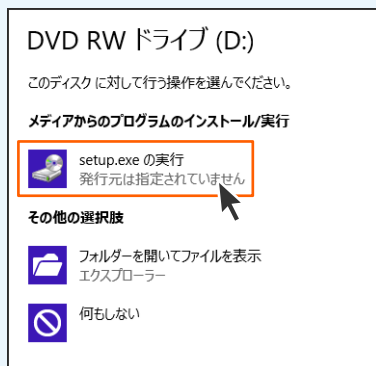 DVD RW ドライブ (D:)
このディスク に対して行う操作を選んでください。
メディアからのプログラムのインストール/実行
setup.exe の実行
発行元は指定されていません
その他の選択肢
フォルダーを開いてファイルを表示
エクスプローラー
何もしない